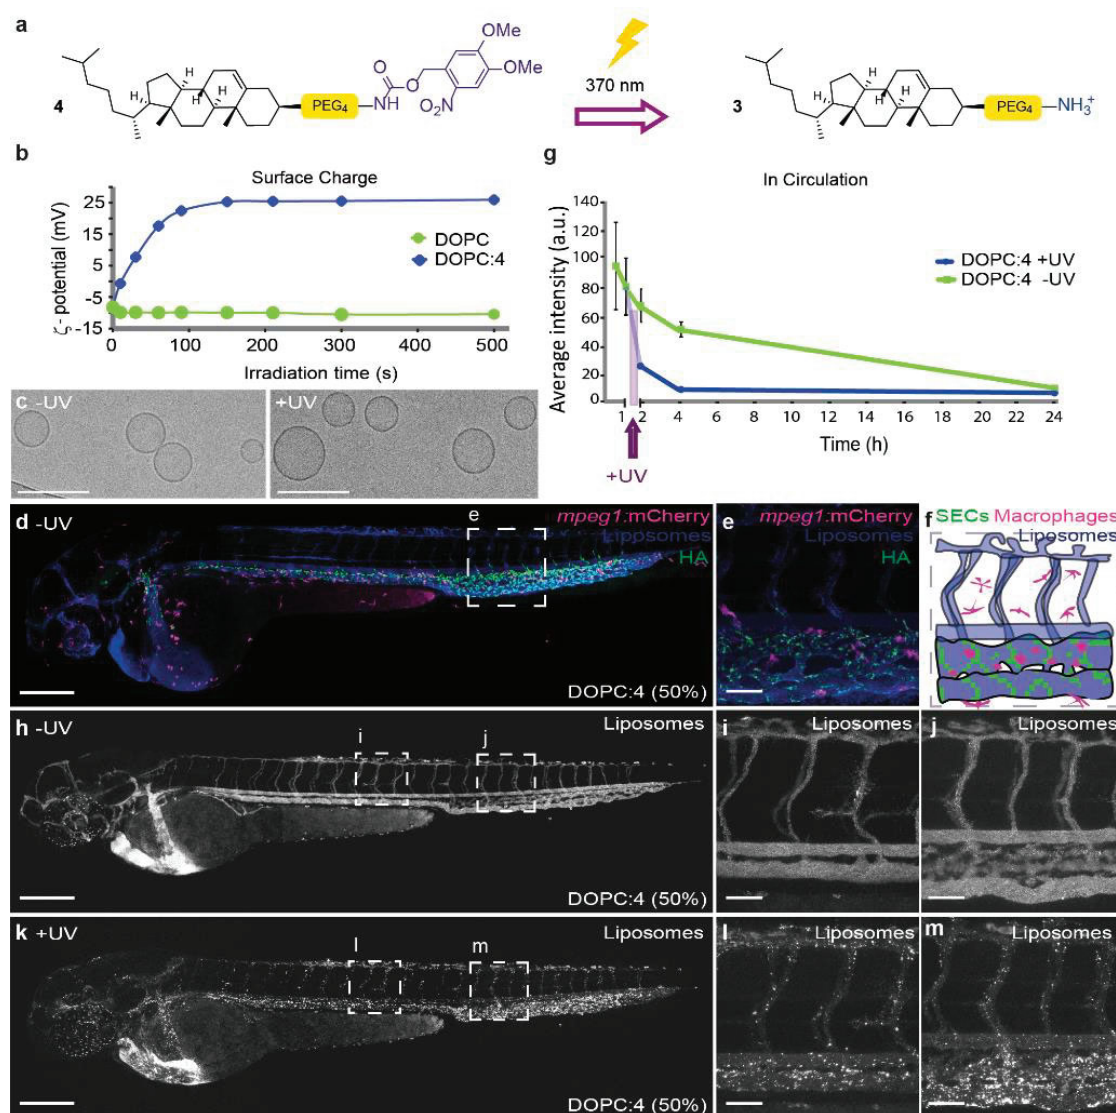 a
4
PEG4
NH
O
O
O2N
OMe
OMe
H
H
H
370 nm
3
PEG4
NH3+
H
H
H
b
Surface Charge
ζ- potential (mV)
25
15
5
-5
-15
DOPC
DOPC:4
0 100 200 300 400 500
Irradiation time (s)
g
In Circulation
Average intensity (a.u.)
140
120
100
80
60
40
20
0
DOPC:4 +UV
DOPC:4 -UV
1 2 4 6 8 10 12 14 16 18 20 22 24
Time (h)
+UV
c -UV
+UV
d -UV
mpeg1:mCherry
Liposomes
HA
e
DOPC:4 (50%)
e mpeg1:mCherry
Liposomes
HA
f SECs Macrophages
Liposomes
h -UV
Liposomes
i
j
DOPC:4 (50%)
i Liposomes
j Liposomes
k +UV
Liposomes
l
m
DOPC:4 (50%)
l Liposomes
m Liposomes